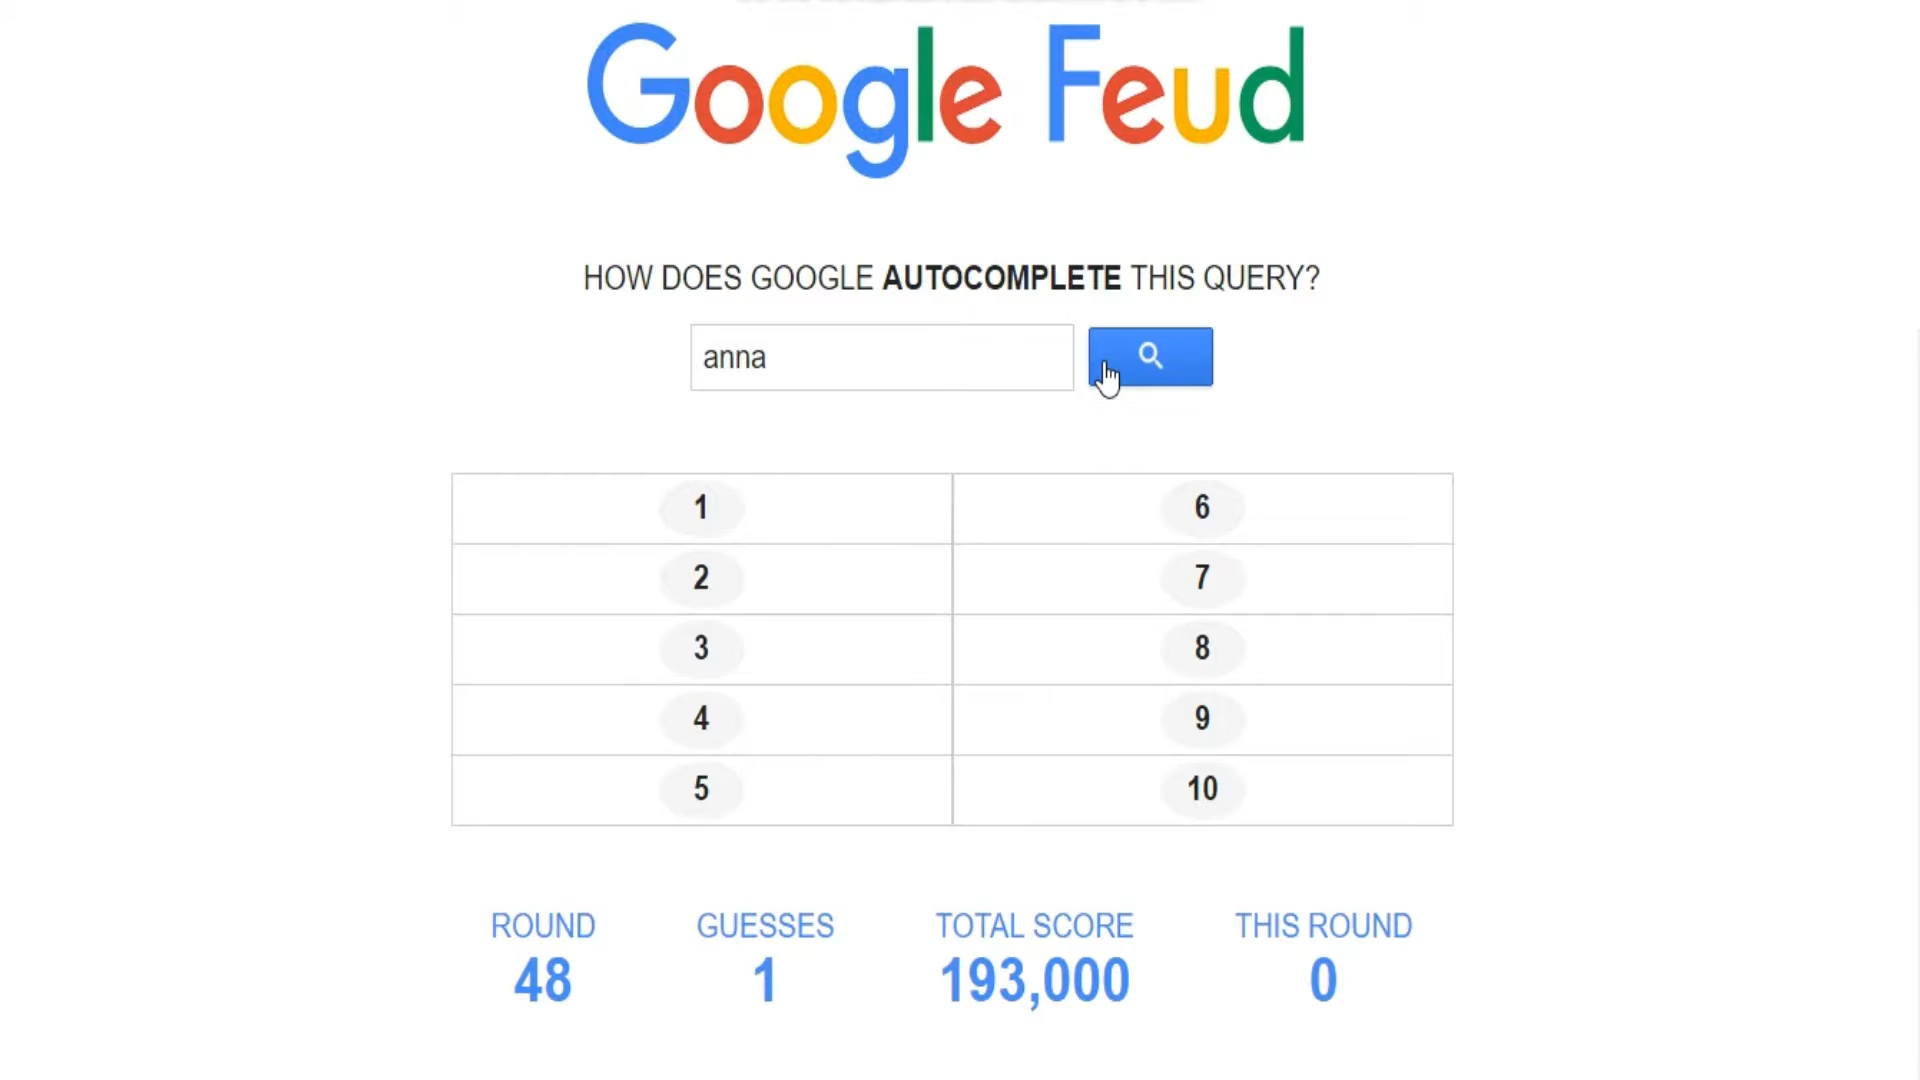 Google Feud
HOW DOES GOOGLE AUTOCOMPLETE THIS QUERY?
anna
1 6
2 7
3 8
4 9
5 10
ROUND GUESSES TOTAL SCORE THIS ROUND
48 1 193,000 0